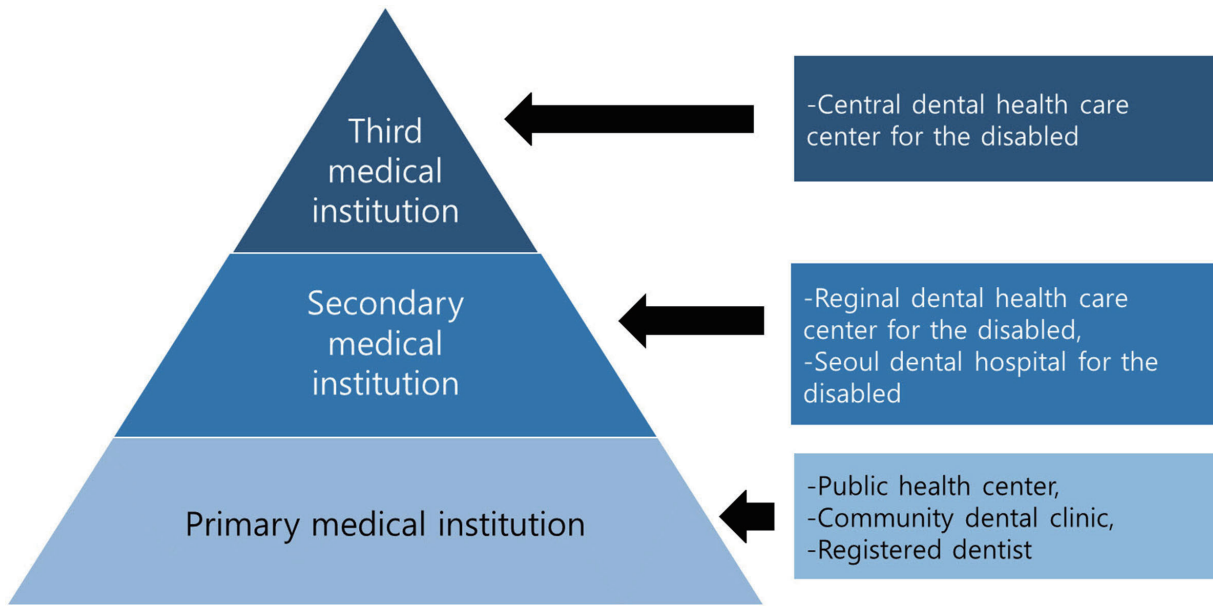 Third
medical
institution
-Central dental health care
center for the disabled
Secondary
medical
institution
-Reginal dental health care
center for the disabled,
-Seoul dental hospital for the
disabled
Primary medical institution
-Public health center,
-Community dental clinic,
-Registered dentist